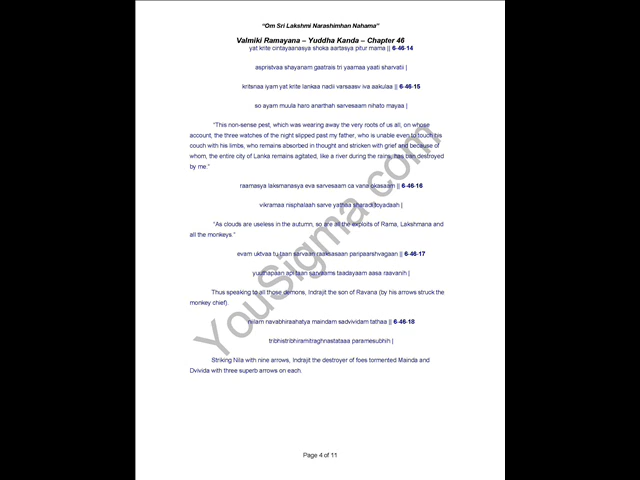 “Om Sri Lakshmi Narashimhan Nahama”
Valmiki Ramayana – Yuddha Kanda – Chapter 46
yat krite cintayaanasya shoka aartasya pitur mama || 6-46-14
aspristvaa shayanam gaatrais tri yaamaa yaati sharvatii |
kritsnaa iyam yat krite lankaa nadii varsaasv iva aakulaa || 6-46-15
so ayam muula haro anarthah sarvesaam nihato mayaa |
“This non-sense pest, which was wearing away the very roots of us all, on whose
account, the three watches of the night slipped past my father, who is unable even to touch his
couch with his limbs, who remains absorbed in thought and stricken with grief and because of
whom, the entire city of Lanka remains agitated, like a river during the rains, has ban destroyed
by me.”
raamasya laksmanasya eva sarvesaam ca vana okasaam || 6-46-16
vikramaa nisphalaah sarve yathaa sharadi toyadaah |
“As clouds are useless in the autumn, so are all the exploits of Rama, Lakshmana and
all the monkeys.”
evam uktvaa tu taan sarvaan raaksasaan paripaarshvagaan || 6-46-17
yuuthapaan api taan sarvaams taadayaam aasa raavanih |
Thus speaking to all those demons, Indrajit the son of Ravana (by his arrows struck the
monkey chief).
niilam navabhiraahatya maindam sadvividam tathaa || 6-46-18
tribhistribhiramitraghnastataaa paramesubhih |
Striking Nila with nine arrows, Indrajit the destroyer of foes tormented Mainda and
Dvivida with three superb arrows on each.
YouSigma.com
Page 4 of 11